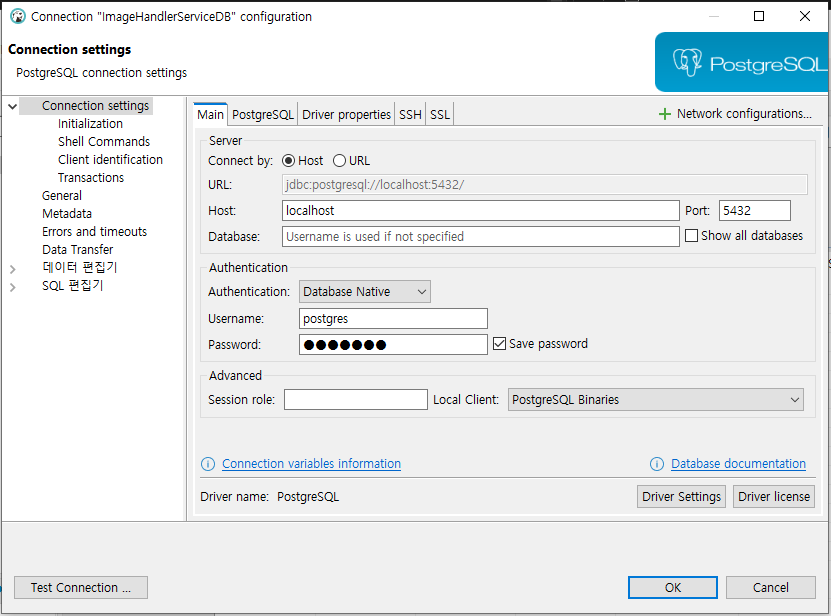 Connection "ImageHandlerServiceDB" configuration
Connection settings
PostgreSQL connection settings
PostgreSQL
Connection settings
Initialization
Shell Commands
Client identification
Transactions
General
Metadata
Errors and timeouts
Data Transfer
데이터 편집기
SQL 편집기
Main PostgreSQL Driver properties SSH SSL Network configurations...
Server
Connect by: Host URL
URL: jdbc:postgresql://localhost:5432/
Host: localhost Port: 5432
Database: Username is used if not specified Show all databases
Authentication
Authentication: Database Native
Username: postgres
Password: ●●●●●●● Save password
Advanced
Session role: Local Client: PostgreSQL Binaries
Connection variables information Database documentation
Driver name: PostgreSQL Driver Settings Driver license
Test Connection ... OK Cancel